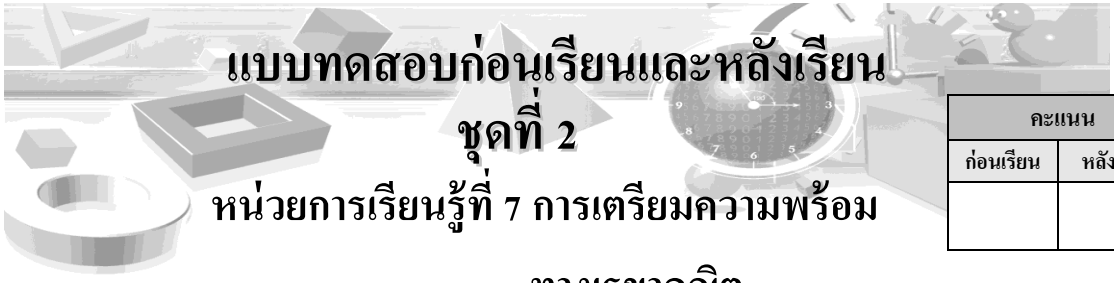 แบบทดสอบก่อนเรียนและหลังเรียน
ชุดที่ 2
หน่วยการเรียนรู้ที่ 7 การเตรียมความพร้อม
คะแนน
ก่อนเรียน หลัง